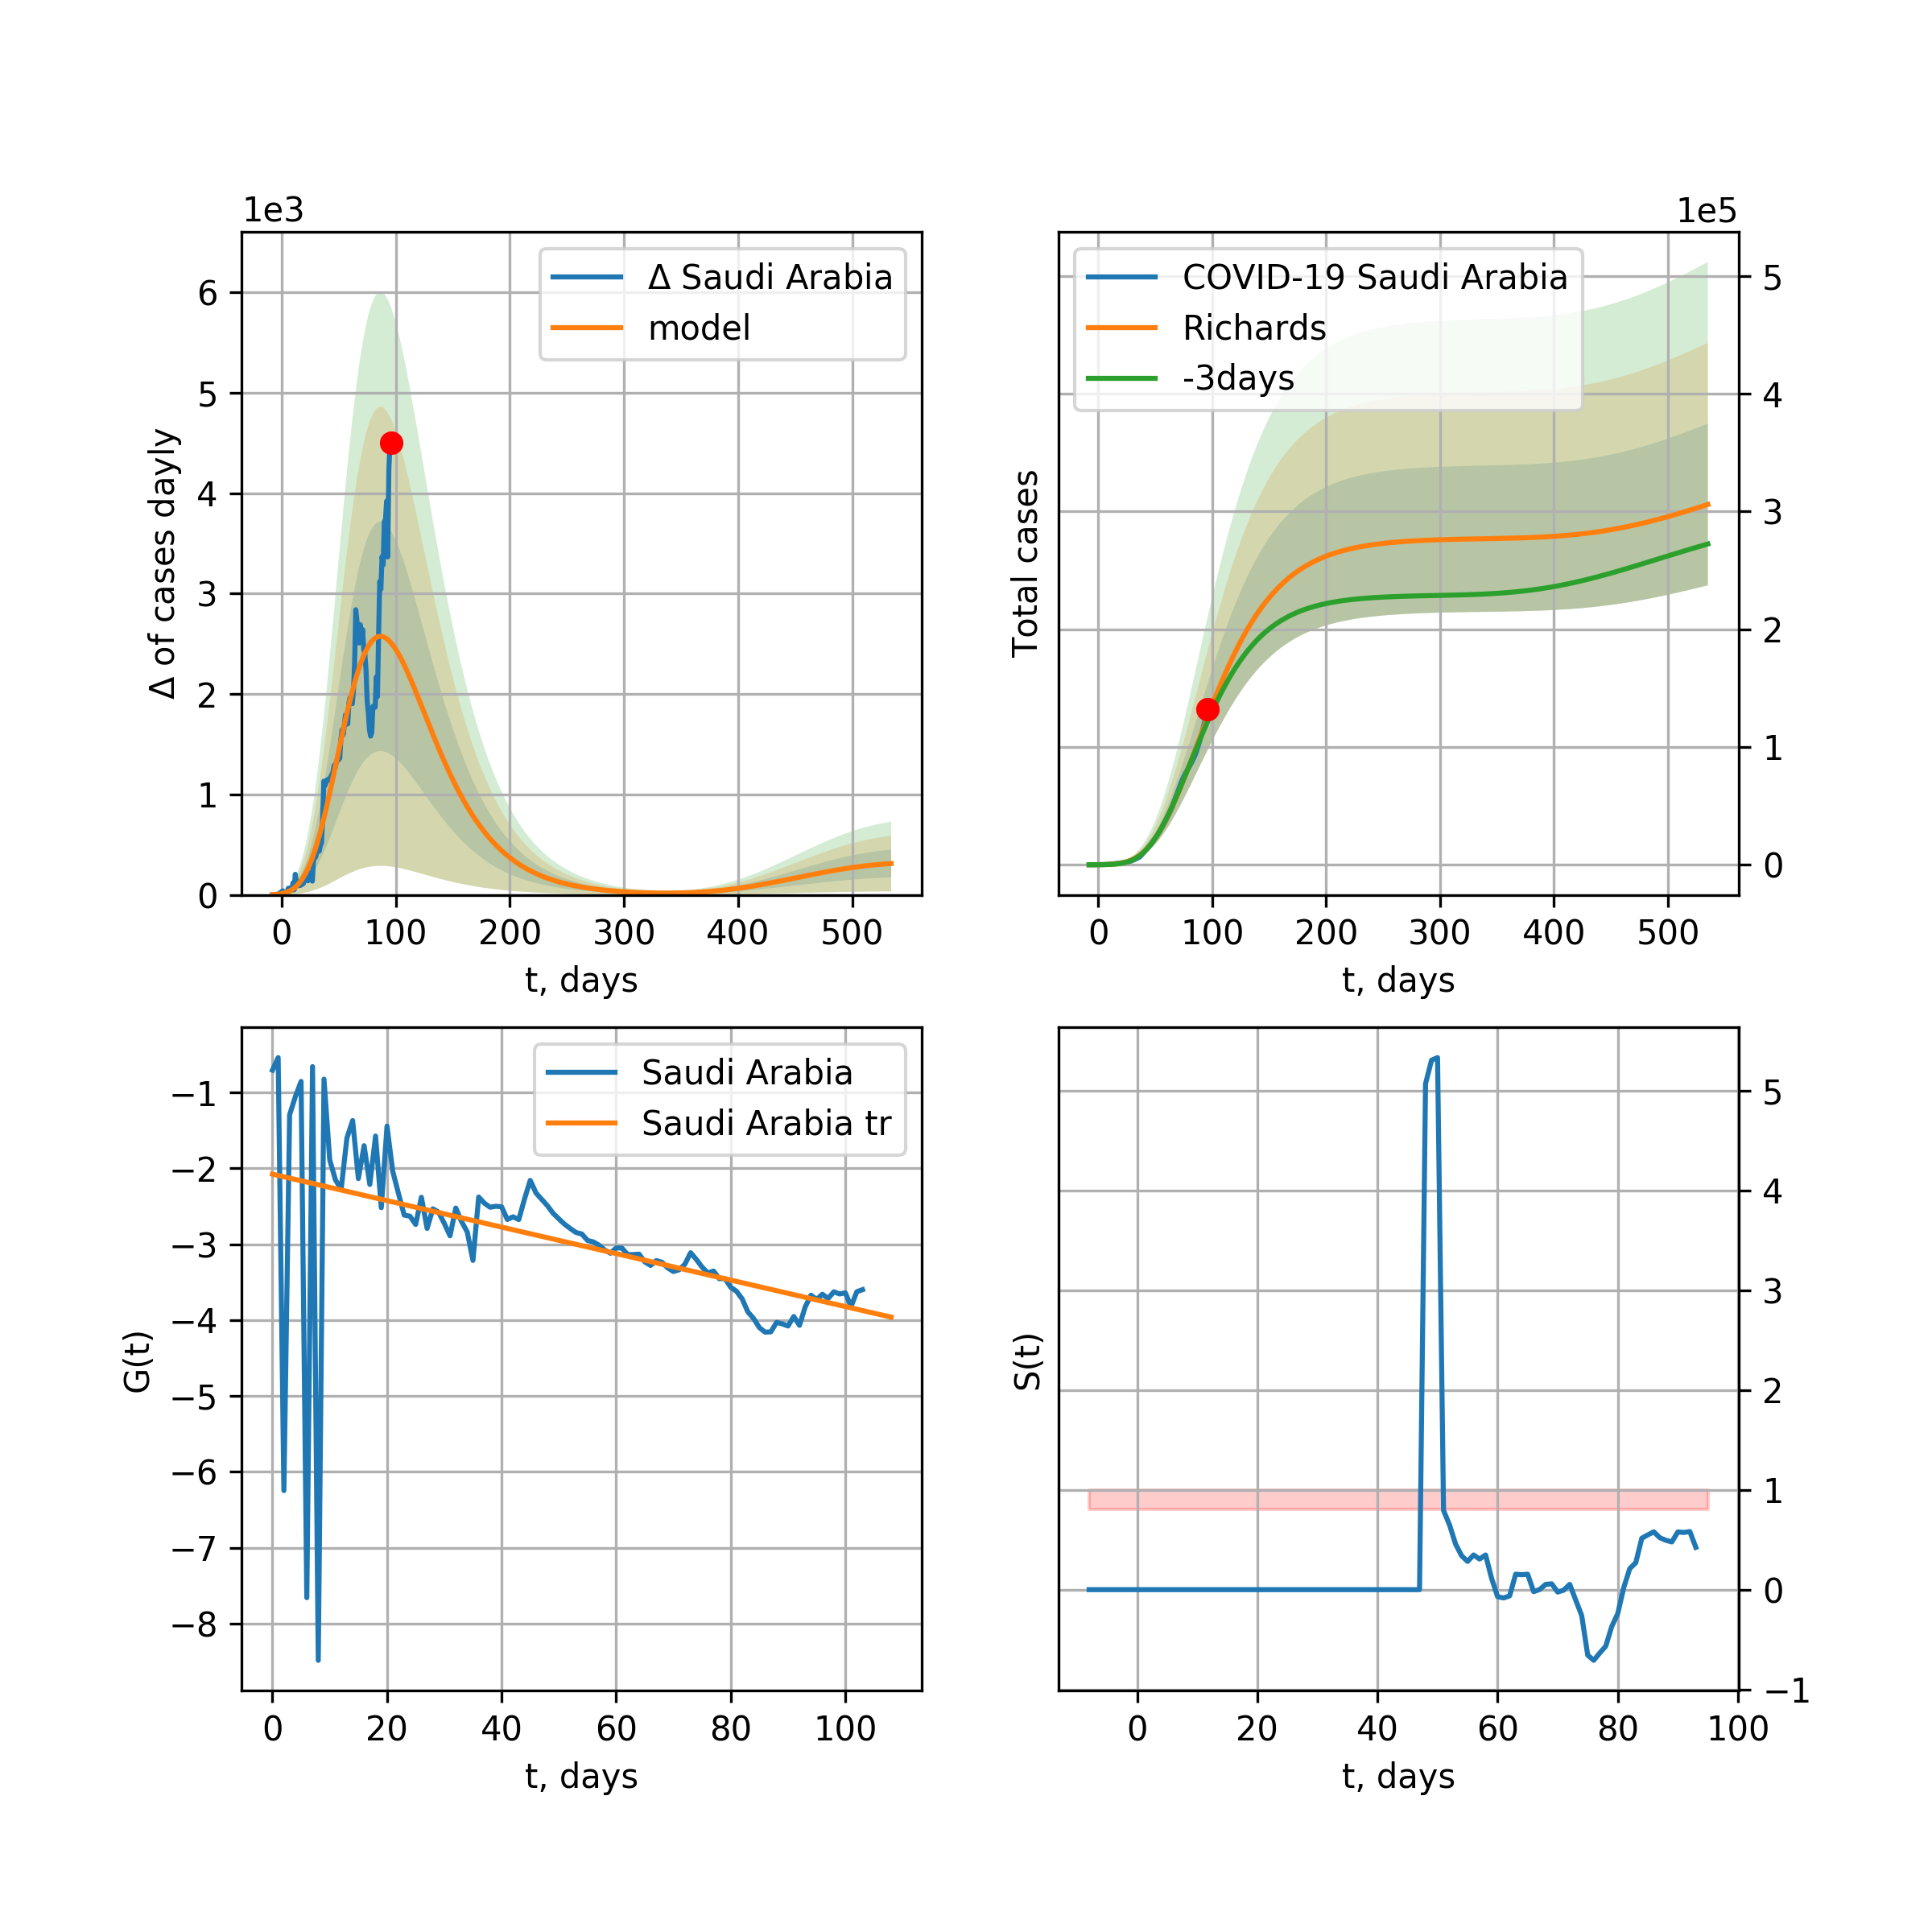 1e3
6
5
4
3
2
1
0
Δ of cases dayly
Δ Saudi Arabia
model
0 100 200 300 400 500
t, days
1e5
COVID-19 Saudi Arabia
Richards
-3days
Total cases
5
4
3
2
1
0
0 100 200 300 400 500
t, days
Saudi Arabia
Saudi Arabia tr
−1
−2
−3
−4
−5
−6
−7
−8
G(t)
0 20 40 60 80 100
t, days
S(t)
5
4
3
2
1
0
−1
0 20 40 60 80 100
t, days